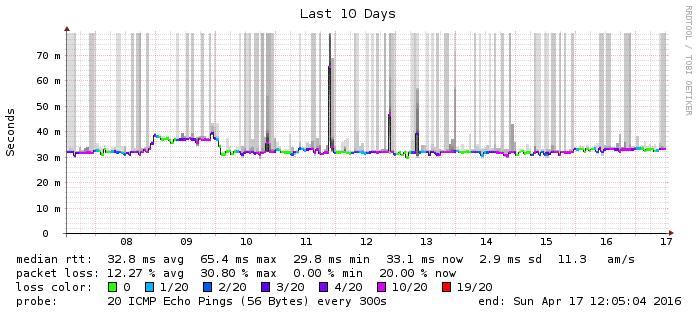 Last 10 Days
RRDTOOL / TOBI OETIKER
Seconds
70 m
60 m
50 m
40 m
30 m
20 m
10 m
0
08 09 10 11 12 13 14 15 16 17
median rtt: 32.8 ms avg 65.4 ms max 29.8 ms min 33.1 ms now 2.9 ms sd 11.3 am/s
packet loss: 12.27 % avg 30.80 % max 0.00 % min 20.00 % now
loss color: 0 1/20 2/20 3/20 4/20 10/20 19/20
probe: 20 ICMP Echo Pings (56 Bytes) every 300s end: Sun Apr 17 12:05:04 2016